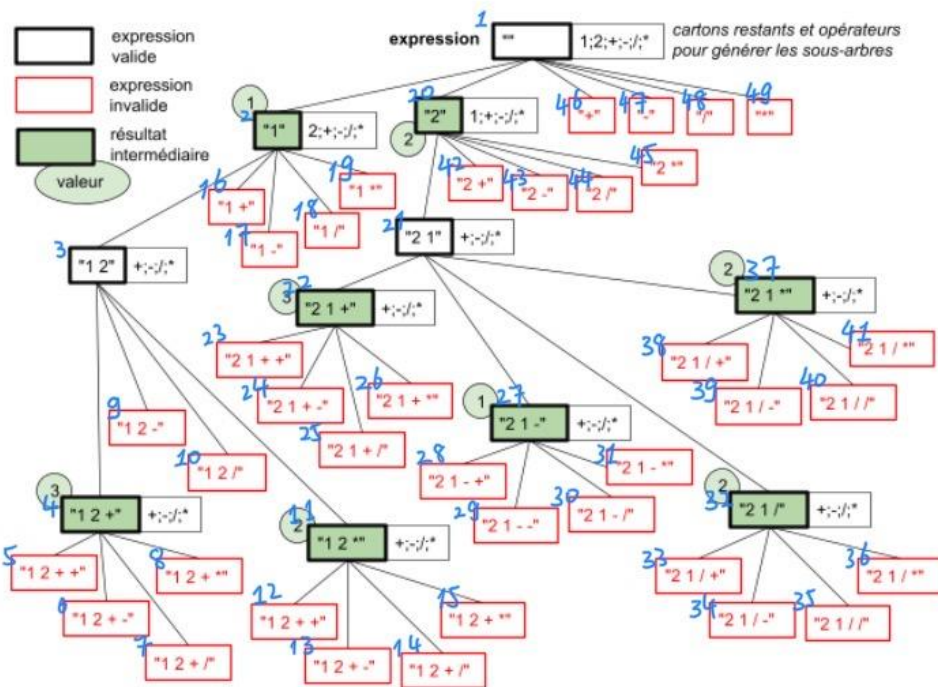 expression
valide
expression
invalide
résultat
intermédiaire
valeur
1
expression
""
1;2;+;-;/;*
cartons restants et opérateurs
pour générer les sous-arbres
1
2
"1"
2;+;-;/;*
20
"2"
1;+;-;/;*
2
46
"+"
47
"-"
48
"/"
49
"*"
16
"1 +"
17
"1 -"
18
"1 /"
19
"1 *"
42
"2 +"
43
"2 -"
44
"2 /"
45
"2 *"
3
"1 2"
+;-;/;*
21
"2 1"
+;-;/;*
3
22
"2 1 +"
+;-;/;*
2
37
"2 1 *"
+;-;/;*
23
"2 1 + +"
24
"2 1 + -"
25
"2 1 + /"
26
"2 1 + *"
38
"2 1 / +"
39
"2 1 / -"
40
"2 1 / /"
41
"2 1 / *"
9
"1 2 -"
10
"1 2 /"
1
27
"2 1 -"
+;-;/;*
28
"2 1 - +"
29
"2 1 - -"
30
"2 1 - /"
31
"2 1 - *"
3
4
"1 2 +"
+;-;/;*
2
11
"1 2 *"
+;-;/;*
2
32
"2 1 /"
+;-;/;*
5
"1 2 + +"
6
"1 2 + -"
7
"1 2 + /"
8
"1 2 + *"
12
"1 2 + +"
13
"1 2 + -"
14
"1 2 + /"
15
"1 2 + *"
33
"2 1 / +"
34
"2 1 / -"
35
"2 1 / /"
36
"2 1 / *"